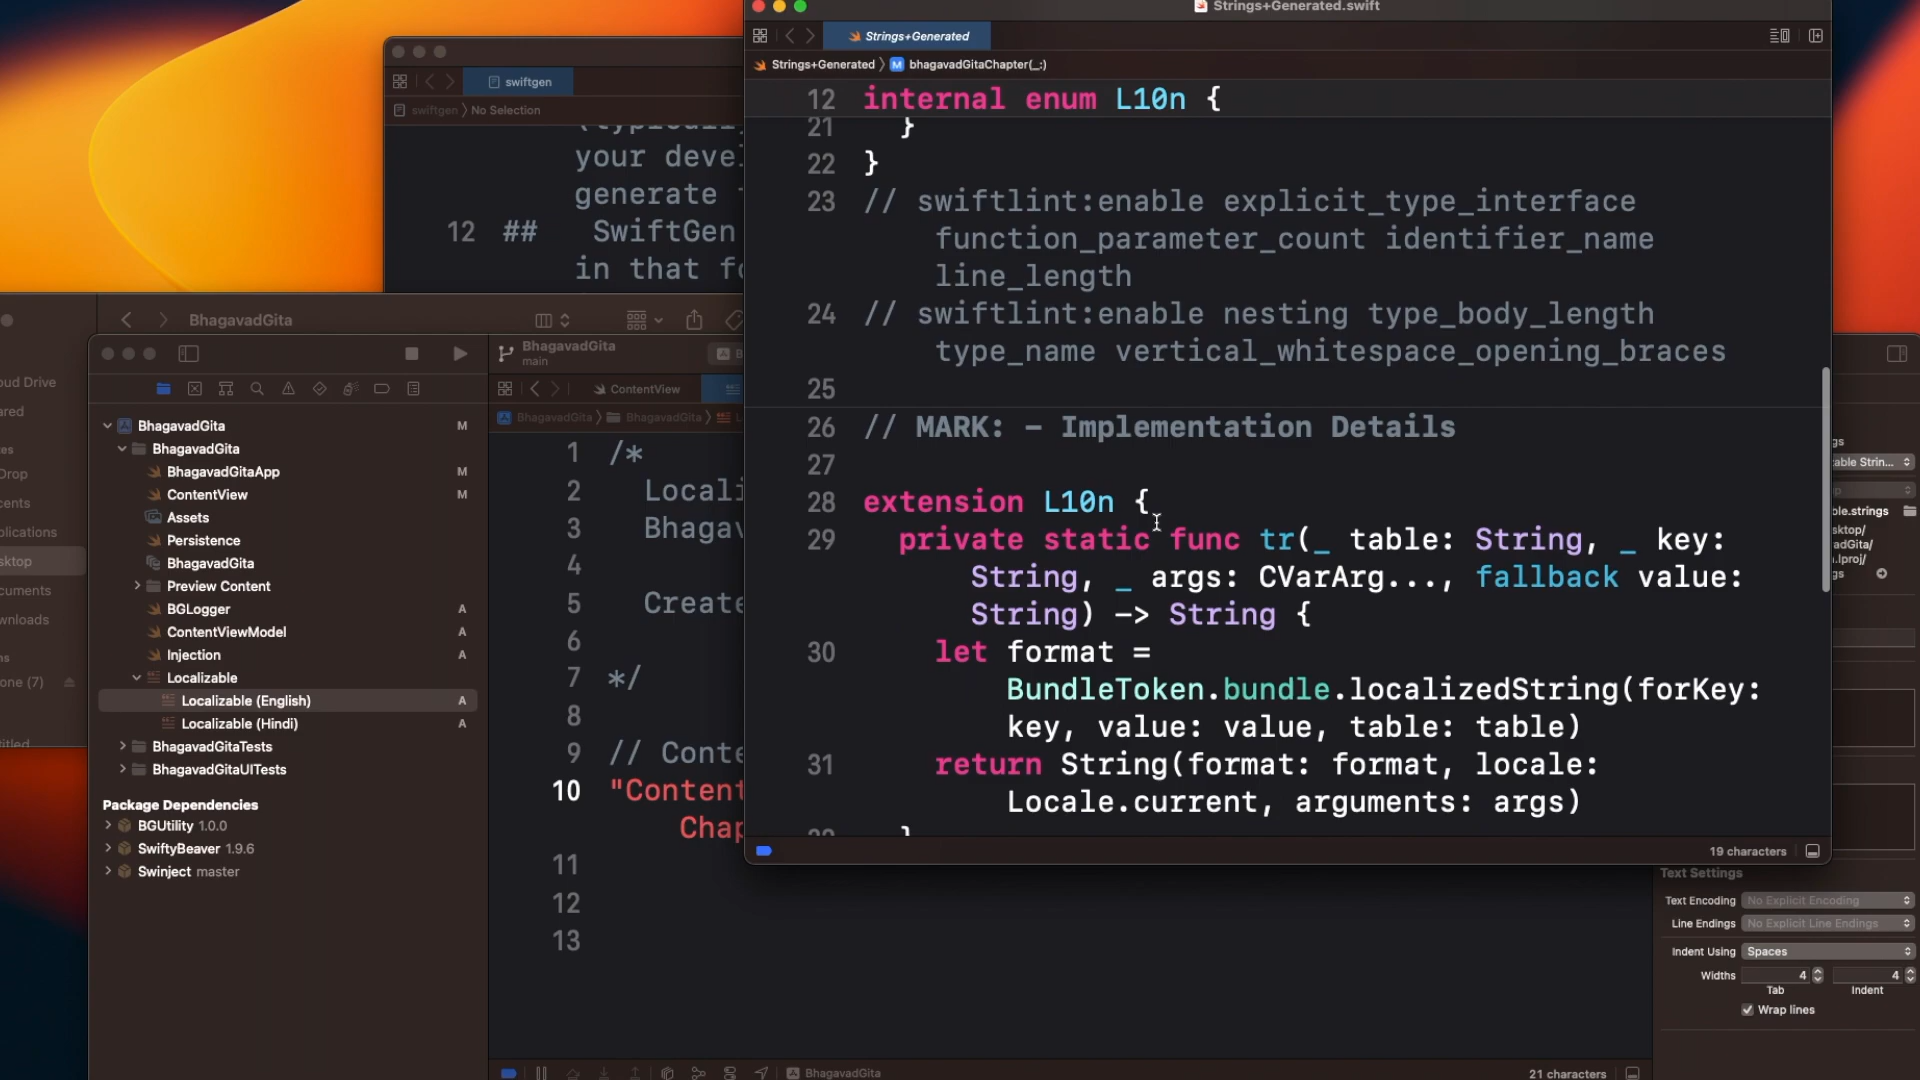 Strings+Generated.swift
Strings+Generated
Strings+Generated
bhagavadGitaChapter(_:)
12 internal enum L10n {
21 }
22 }
23 // swiftlint:enable explicit_type_interface
function_parameter_count identifier_name
line_length
24 // swiftlint:enable nesting type_body_length
type_name vertical_whitespace_opening_braces
25
26 // MARK: - Implementation Details
27
28 extension L10n {
29 private static func tr(_ table: String, _ key:
String, _ args: CVarArg..., fallback value:
String) -> String {
30 let format =
BundleToken.bundle.localizedString(forKey:
key, value: value, table: table)
31 return String(format: format, locale:
Locale.current, arguments: args)
19 characters
swiftgen
swiftgen
No Selection
your
generate
12 ## SwiftGen
in that
BhagavadGita
BhagavadGita
main
ContentView
BhagavadGita
BhagavadGita
BhagavadGita M
BhagavadGita
BhagavadGitaApp M
ContentView M
Assets
Persistence
BhagavadGita
Preview Content
BGLogger A
ContentViewModel A
Injection A
Localizable
Localizable (English) A
Localizable (Hindi) A
BhagavadGitaTests
BhagavadGitaUITests
Package Dependencies
BGUtility 1.0.0
SwiftyBeaver 1.9.6
Swinject master
1 /*
2 Locali
3 Bhagav
4
5 Create
6
7 */
8
9 // Conte
10 "Content
Chap
11
12
13
Text Settings
Text Encoding No Explicit Encoding
Line Endings No Explicit Line Endings
Indent Using Spaces
Widths 4 4
Tab Indent
Wrap lines
BhagavadGita
21 characters